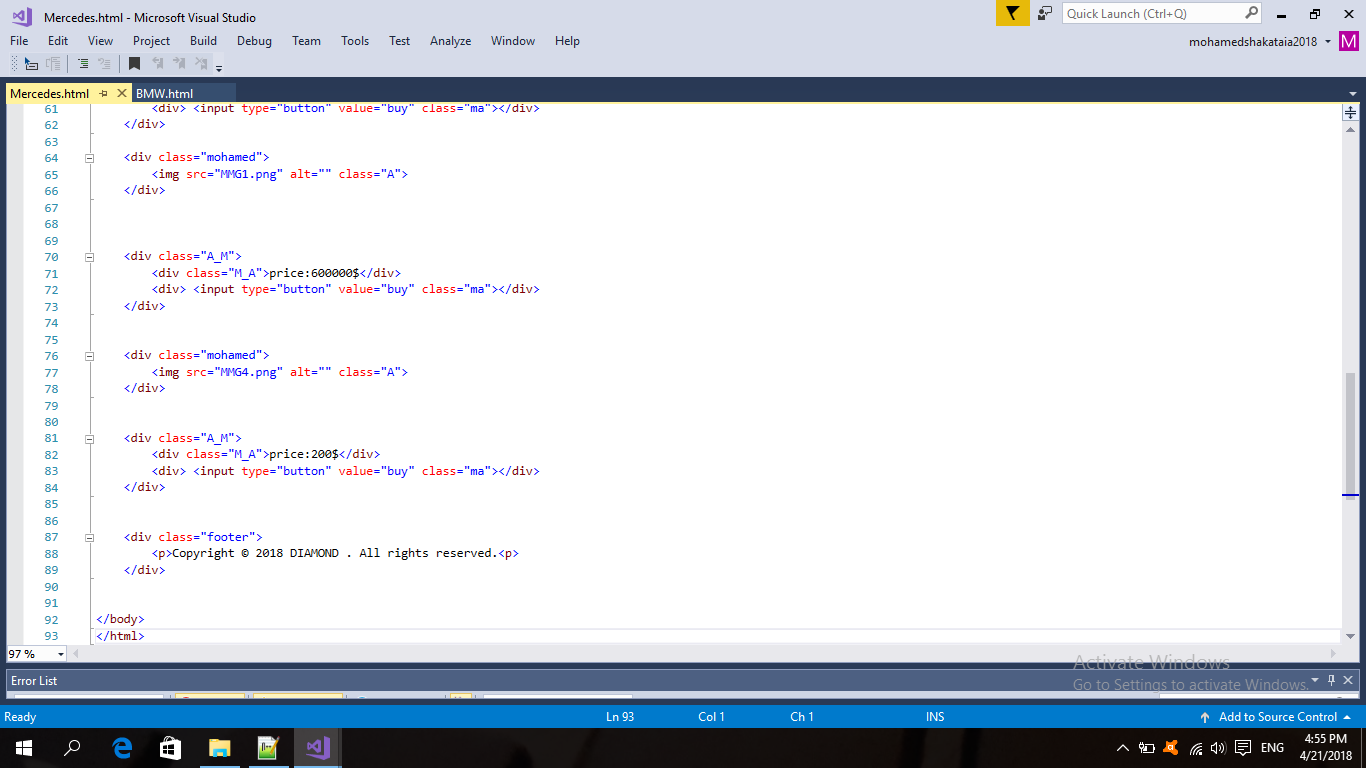 Mercedes.html - Microsoft Visual Studio
Quick Launch (Ctrl+Q)
File Edit View Project Build Debug Team Tools Test Analyze Window Help
mohamedshakataia2018 M
Mercedes.html BMW.html
61 <div> <input type="button" value="buy" class="ma"></div>
62 </div>
63
64 <div class="mohamed">
65 <img src="MMG1.png" alt="" class="A">
66 </div>
67
68
69
70 <div class="A_M">
71 <div class="M_A">price:600000$</div>
72 <div> <input type="button" value="buy" class="ma"></div>
73 </div>
74
75
76 <div class="mohamed">
77 <img src="MMG4.png" alt="" class="A">
78 </div>
79
80
81 <div class="A_M">
82 <div class="M_A">price:200$</div>
83 <div> <input type="button" value="buy" class="ma"></div>
84 </div>
85
86
87 <div class="footer">
88 <p>Copyright © 2018 DIAMOND . All rights reserved.<p>
89 </div>
90
91
92 </body>
93 </html>
97 %
Activate Windows
Go to Settings to activate Windows.
Error List
Ready Ln 93 Col 1 Ch 1 INS Add to Source Control
ENG
4:55 PM
4/21/2018